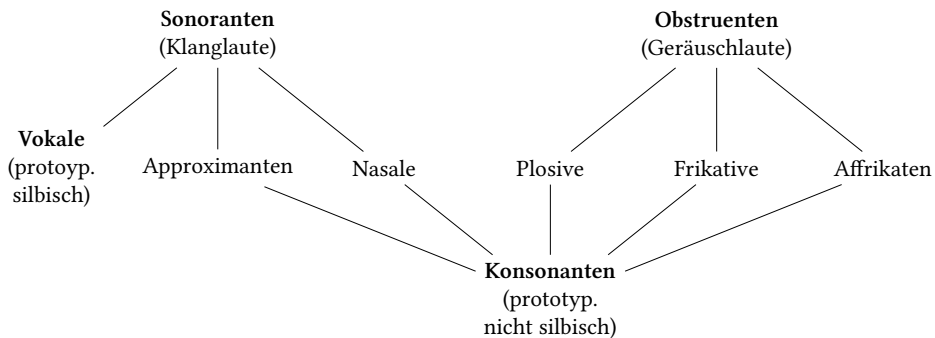 Sonoranten
(Klanglaute)
Obstruenten
(Geräuschlaute)
Vokale
(protoyp.
silbisch)
Approximanten
Nasale
Plosive
Frikative
Affrikaten
Konsonanten
(prototyp.
nicht silbisch)